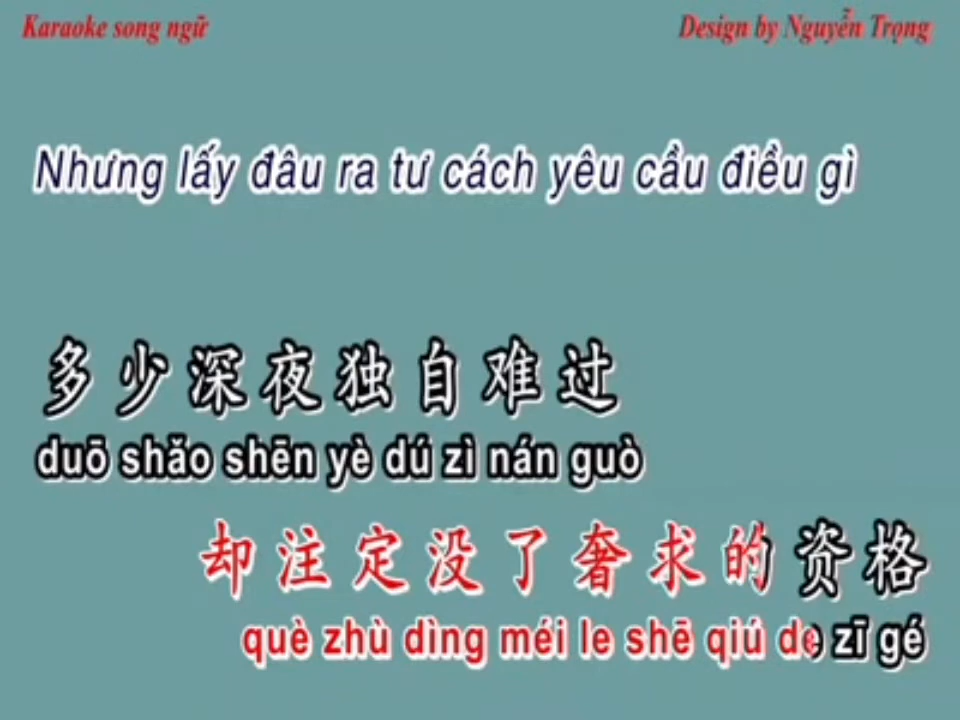 Karaoke song ngữ
Design by Nguyễn Trọng
Nhưng lấy đâu ra tư cách yêu cầu điều gì
多少深夜独自难过
duō shǎo shēn yè dú zì nán guò
却注定没了奢求的资格
què zhù dìng méi le shē qiú de zī gé